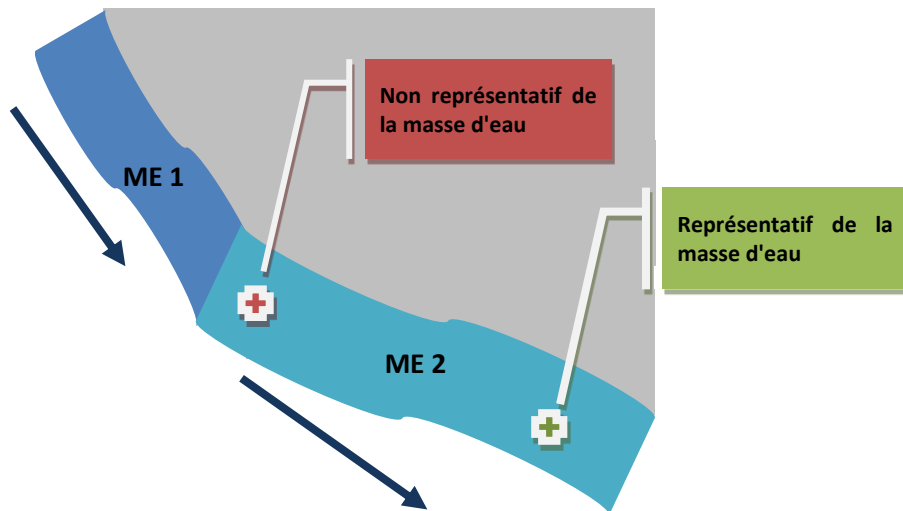 Non représentatif de
la masse d'eau
ME 1
Représentatif de la
masse d'eau
ME 2